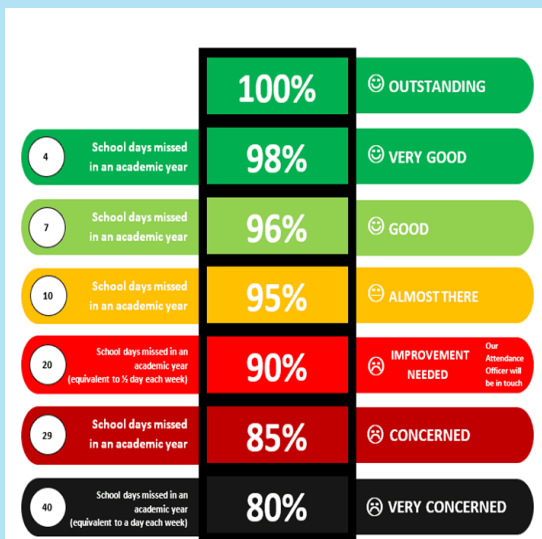 100%
OUTSTANDING
4
School days missed
in an academic year
98%
VERY GOOD
7
School days missed
in an academic year
96%
GOOD
10
School days missed
in an academic year
95%
ALMOST THERE
20
School days missed in an
academic year
(equivalent to ½ day each week)
90%
IMPROVEMENT
NEEDED
Our
Attendance
Officer will
be in touch
29
School days missed
in an academic year
85%
CONCERNED
40
School days missed in an
academic year
(equivalent to a day each week)
80%
VERY CONCERNED